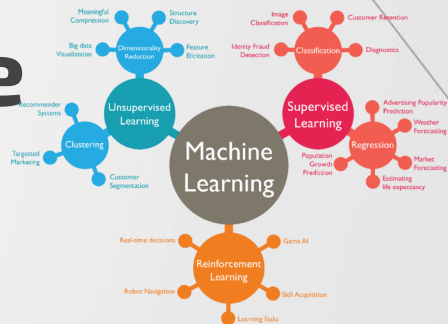 Meaningful
Compression
Structure
Discovery
Big data
Visualistaion
Dimensionality
Reduction
Feature
Elicitation
Recommender
Systems
Unsupervised
Learning
Clustering
Targetted
Marketing
Customer
Segmentation
Machine
Learning
Image
Classification
Customer Retention
Idenity Fraud
Detection
Classification
Diagnostics
Supervised
Learning
Advertising Popularity
Prediction
Weather
Forecasting
Regression
Population
Growth
Prediction
Market
Forecasting
Estimating
life expectancy
Real-time decisions
Game AI
Reinforcement
Learning
Robot Navigation
Skill Acquisition
Learning Tasks